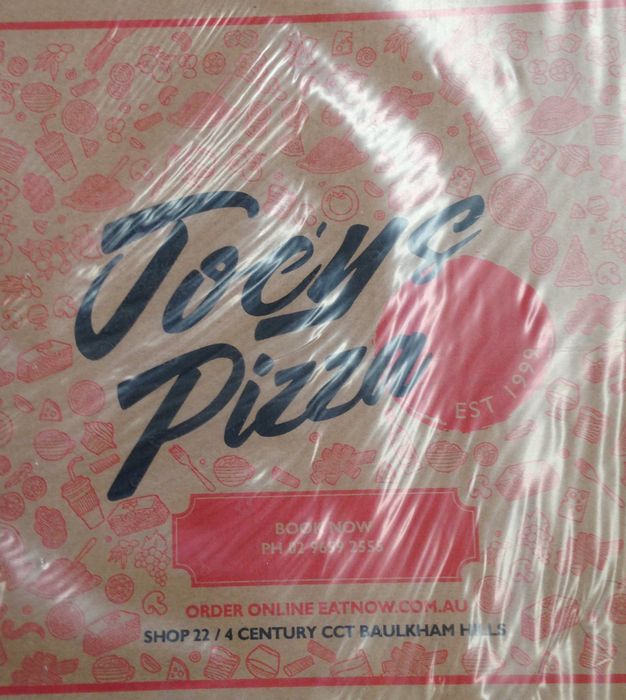 Joey's
Pizza
EST 1999
BOOK NOW
PH 02 9659 2555
ORDER ONLINE EATNOW.COM.AU
SHOP 22 / 4 CENTURY CCT BAULKHAM HILLS